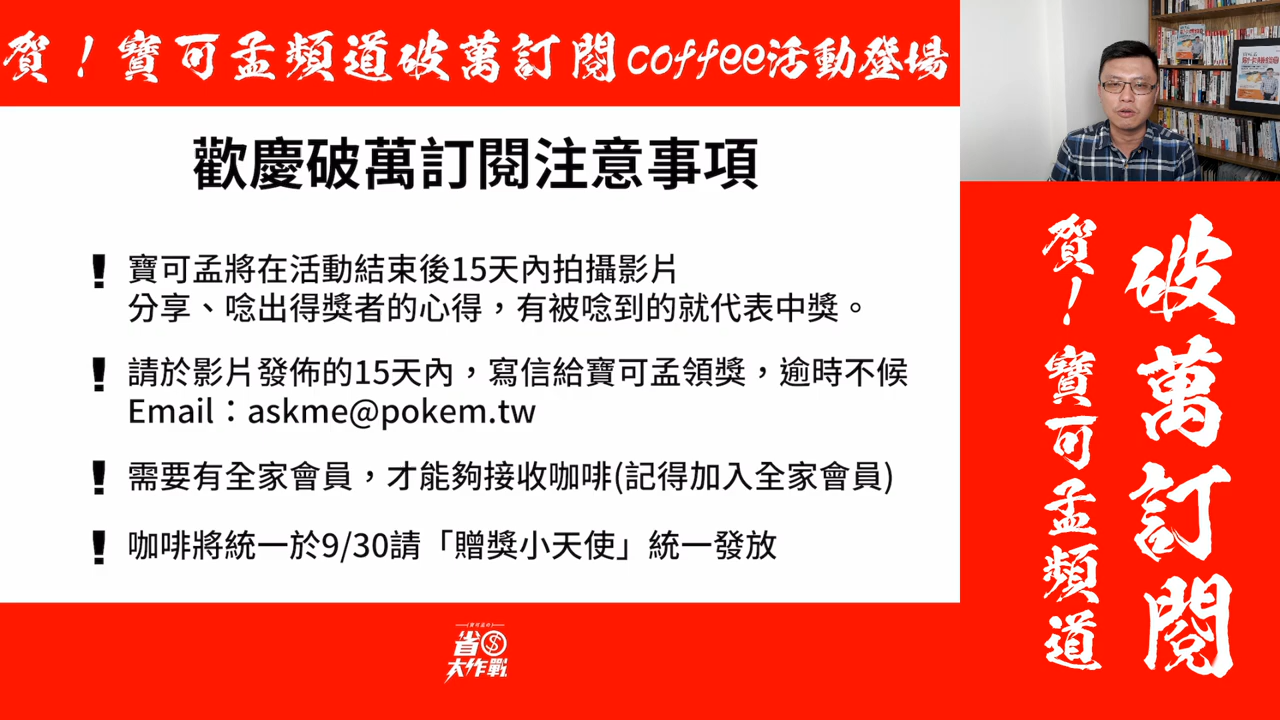 賀！寶可孟頻道破萬訂閱coffee活動登場
歡慶破萬訂閱注意事項
寶可孟將在活動結束後15天內拍攝影片
分享、唸出得獎者的心得，有被唸到的就代表中獎。
請於影片發佈的15天內，寫信給寶可孟領獎，逾時不候
Email：askme@pokem.tw
需要有全家會員，才能夠接收咖啡(記得加入全家會員)
咖啡將統一於9/30請「贈獎小天使」統一發放
省$
大作戰
破萬訂閱
賀！寶可孟頻道